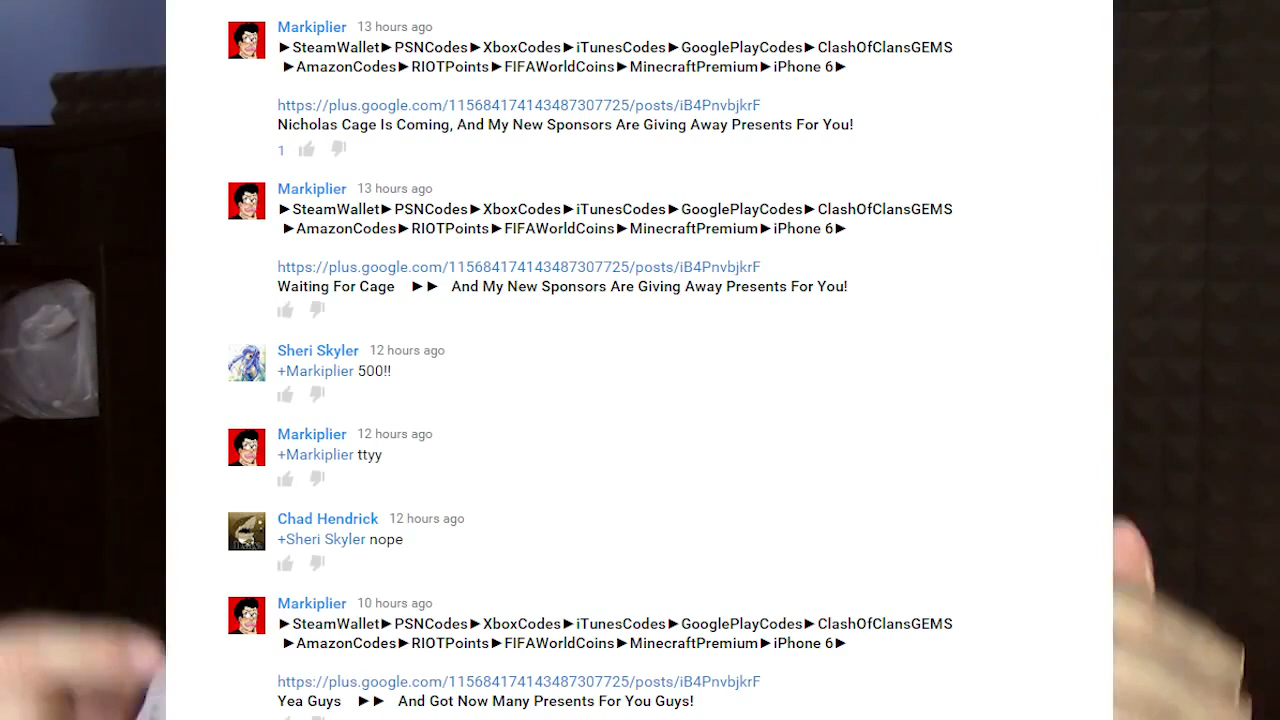 Markiplier 13 hours ago
►SteamWallet►PSNCodes►XboxCodes►iTunesCodes►GooglePlayCodes►ClashOfClansGEMS
►AmazonCodes►RIOTPoints►FIFAWorldCoins►MinecraftPremium►iPhone 6►
https://plus.google.com/115684174143487307725/posts/iB4PnvbjkrF
Nicholas Cage Is Coming, And My New Sponsors Are Giving Away Presents For You!
1
Markiplier 13 hours ago
►SteamWallet►PSNCodes►XboxCodes►iTunesCodes►GooglePlayCodes►ClashOfClansGEMS
►AmazonCodes►RIOTPoints►FIFAWorldCoins►MinecraftPremium►iPhone 6►
https://plus.google.com/115684174143487307725/posts/iB4PnvbjkrF
Waiting For Cage ►► And My New Sponsors Are Giving Away Presents For You!
Sheri Skyler 12 hours ago
+Markiplier 500!!
Markiplier 12 hours ago
+Markiplier ttyy
Chad Hendrick 12 hours ago
+Sheri Skyler nope
Markiplier 10 hours ago
►SteamWallet►PSNCodes►XboxCodes►iTunesCodes►GooglePlayCodes►ClashOfClansGEMS
►AmazonCodes►RIOTPoints►FIFAWorldCoins►MinecraftPremium►iPhone 6►
https://plus.google.com/115684174143487307725/posts/iB4PnvbjkrF
Yea Guys ►► And Got Now Many Presents For You Guys!